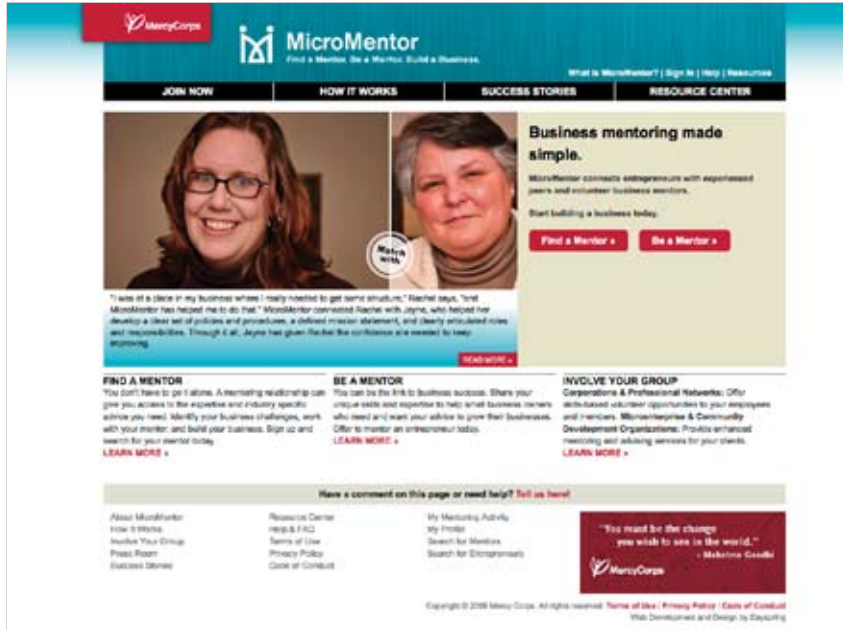 MercyCorps
MicroMentor
Find a Mentor. Be a Mentor. Build a Business.
What is MicroMentor? | Sign In | Help | Resources
JOIN NOW
HOW IT WORKS
SUCCESS STORIES
RESOURCE CENTER
Business mentoring made
simple.
MicroMentor connects entrepreneurs with experienced
peers and volunteer business mentors.
Start building a business today.
Find a Mentor »
Be a Mentor »
Match
with
"I was at a place in my business where I really needed to get some structure," Rachel says, "and
MicroMentor has helped me to do that." MicroMentor connected Rachel with Jayne, who helped her
develop a clear set of policies and procedures, a defined mission statement, and clearly articulated roles
and responsibilities. Through it all, Jayne has given Rachel the confidence she needed to keep
improving.
READ MORE »
FIND A MENTOR
You don't have to go it alone. A mentoring relationship can
give you access to the expertise and industry specific
advice you need. Identify your business challenges, work
with your mentor, and build your business. Sign up and
search for your mentor today.
LEARN MORE »
BE A MENTOR
You can be the link to business success. Share your
unique skills and expertise to help small business owners
who need and want your advice to grow their businesses.
Offer to mentor an entrepreneur today.
LEARN MORE »
INVOLVE YOUR GROUP
Corporations & Professional Networks: Offer
skills-based volunteer opportunities to your employees
and members. Microenterprise & Community
Development Organizations: Provide enhanced
mentoring and advising services for your clients.
LEARN MORE »
Have a comment on this page or need help? Tell us here!
About MicroMentor
How It Works
Involve Your Group
Press Room
Success Stories
Resource Center
Help & FAQ
Terms of Use
Privacy Policy
Code of Conduct
My Mentoring Activity
My Profile
Search for Mentors
Search for Entrepreneurs
"You must be the change
you wish to see in the world."
- Mahatma Gandhi
MercyCorps
Copyright © 2009 Mercy Corps. All rights reserved. Terms of Use | Privacy Policy | Code of Conduct
Web Development and Design by